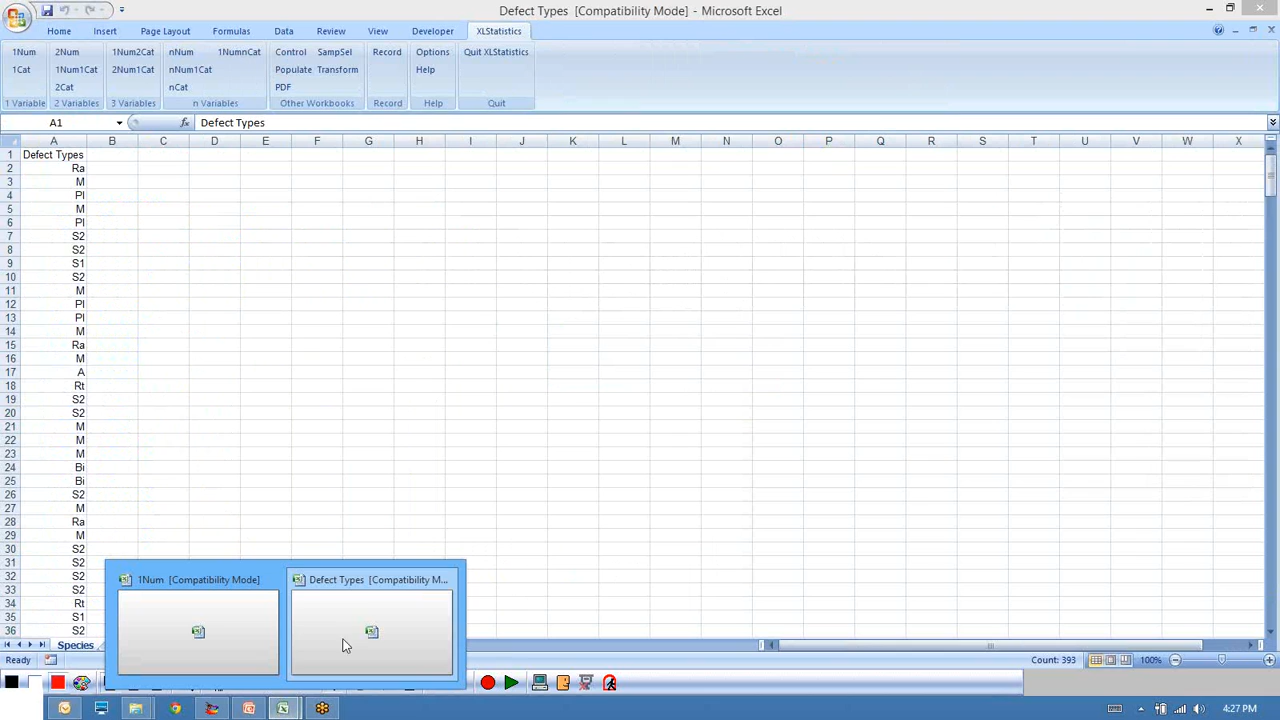 Defect Types [Compatibility Mode] - Microsoft Excel
Home Insert Page Layout Formulas Data Review View Developer XLStatistics
1Num 2Num 1Num2Cat nNum 1NumnCat Control SampSel Record Options Quit XLStatistics
1Cat 1Num1Cat 2Num1Cat nNum1Cat Populate Transform Help
2Cat nCat PDF
1 Variable 2 Variables 3 Variables n Variables Other Workbooks Record Help Quit
A1 fx Defect Types
A B C D E F G H I J K L M N O P Q R S T U V W X
1 Defect Types
2 Ra
3 M
4 Pl
5 M
6 Pl
7 S2
8 S2
9 S1
10 S2
11 M
12 Pl
13 Pl
14 M
15 Ra
16 M
17 A
18 Rt
19 S2
20 S2
21 M
22 M
23 M
24 Bi
25 Bi
26 S2
27 M
28 Ra
29 M
30 S2
31 S2
32 S2
33 S2
34 Rt
35 S1
36 S2
1Num [Compatibility Mode] Defect Types [Compatibility M...
Species
Ready Count: 393 100%
4:27 PM